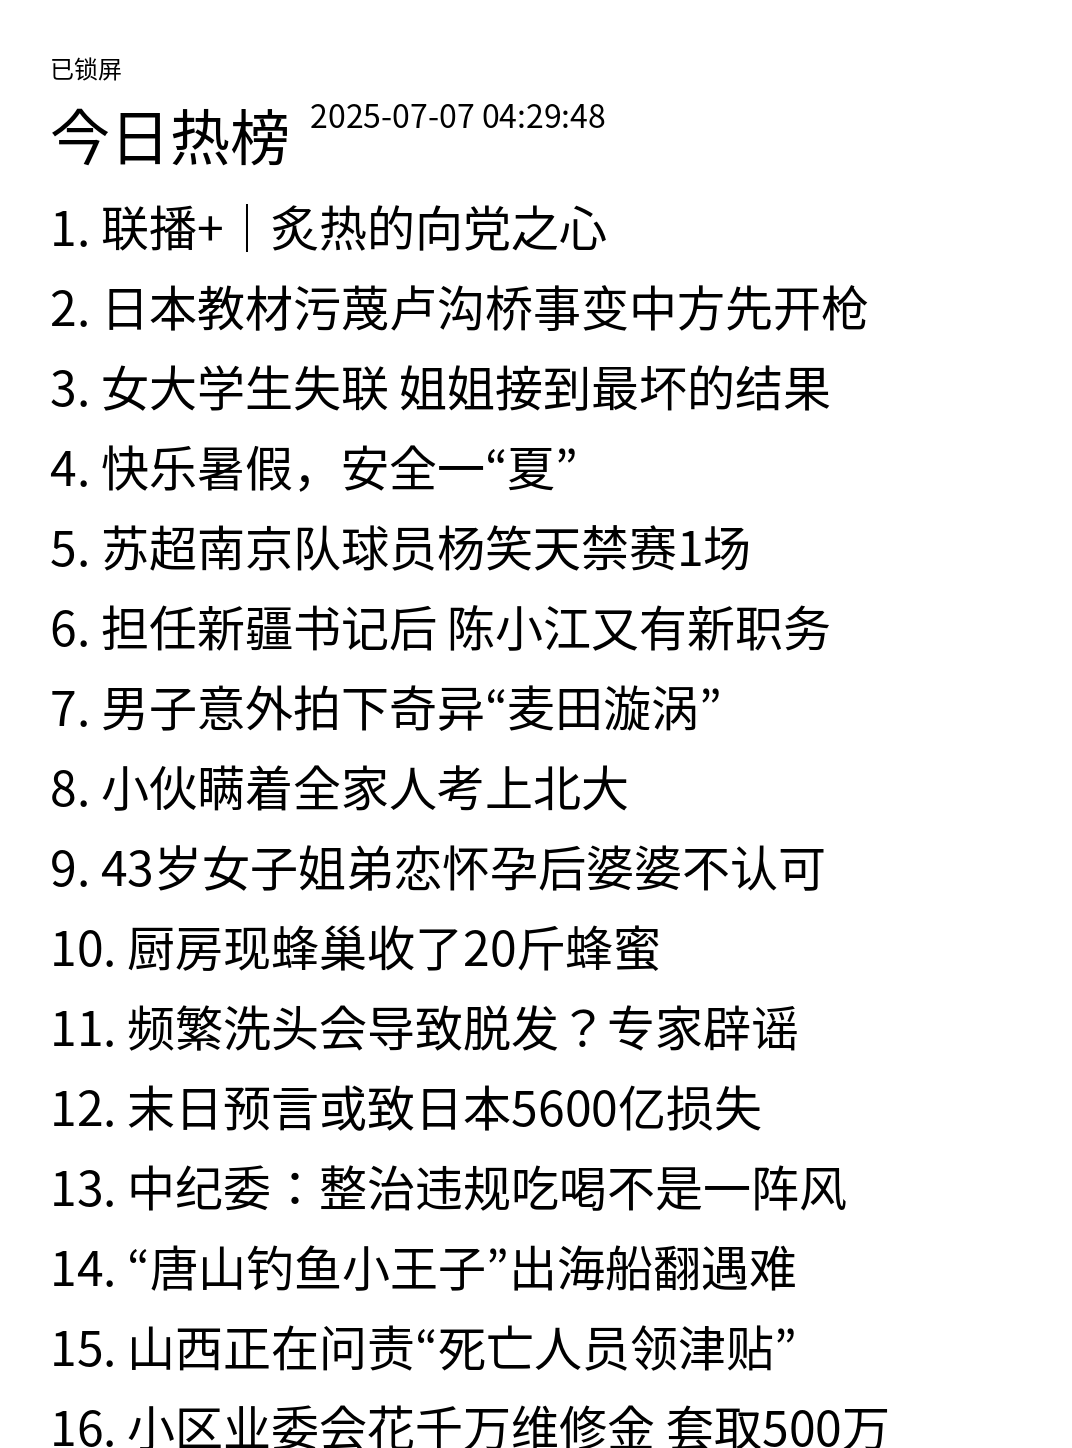 已锁屏
今日热榜 2025-07-07 04:29:48
1. 联播+｜炙热的向党之心
2. 日本教材污蔑卢沟桥事变中方先开枪
3. 女大学生失联 姐姐接到最坏的结果
4. 快乐暑假，安全一“夏”
5. 苏超南京队球员杨笑天禁赛1场
6. 担任新疆书记后 陈小江又有新职务
7. 男子意外拍下奇异“麦田漩涡”
8. 小伙瞒着全家人考上北大
9. 43岁女子姐弟恋怀孕后婆婆不认可
10. 厨房现蜂巢收了20斤蜂蜜
11. 频繁洗头会导致脱发？专家辟谣
12. 末日预言或致日本5600亿损失
13. 中纪委：整治违规吃喝不是一阵风
14. “唐山钓鱼小王子”出海船翻遇难
15. 山西正在问责“死亡人员领津贴”
16. 小区业委会花千万维修金 套取500万